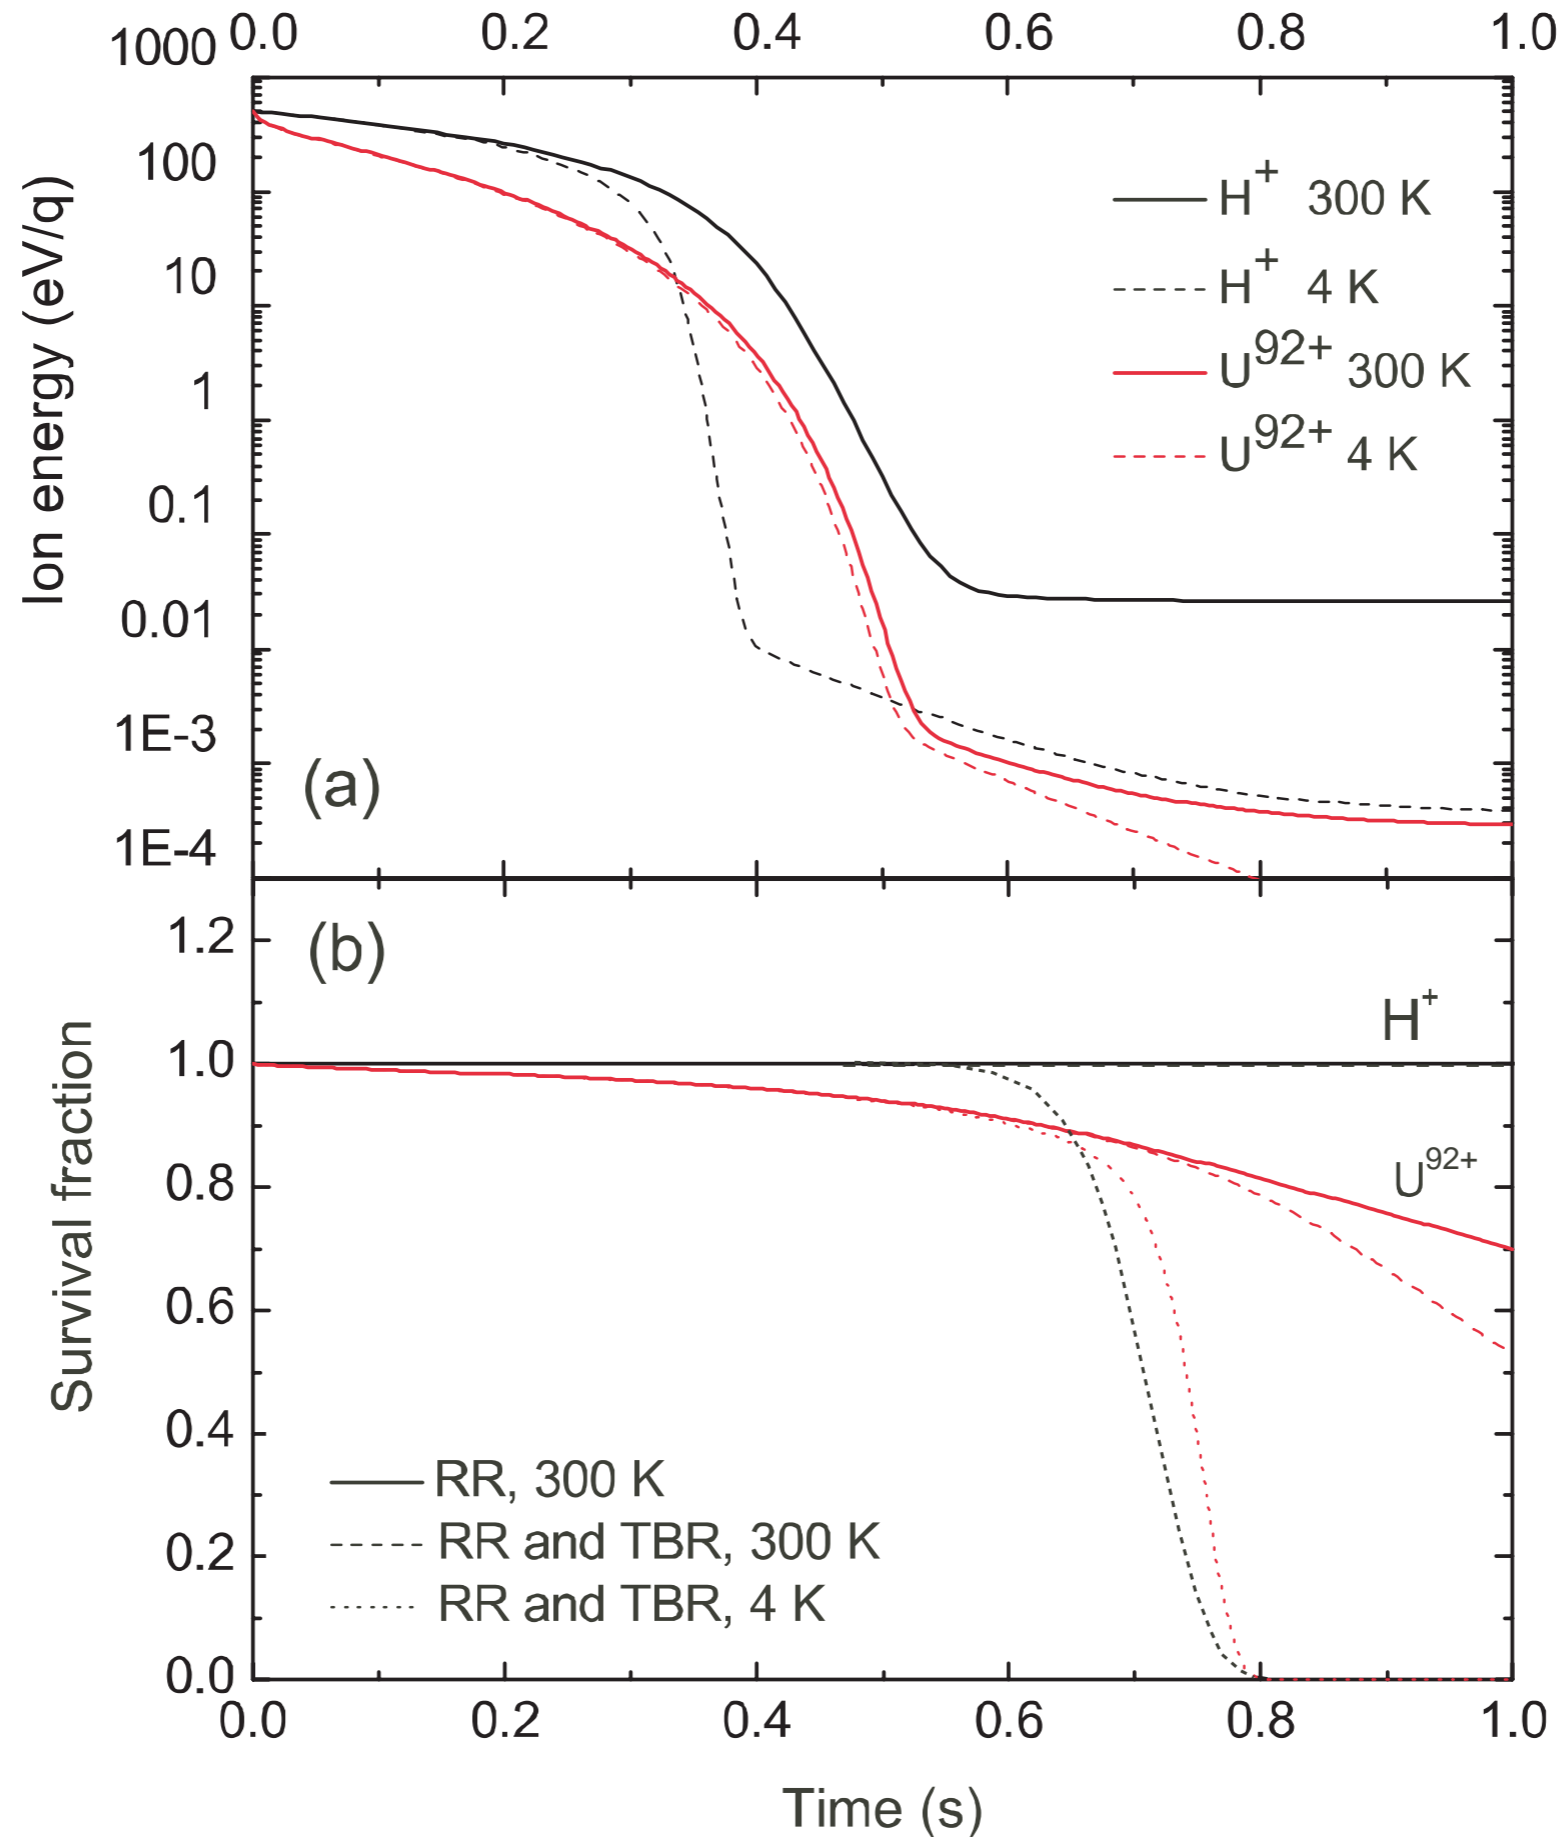 0.0 0.2 0.4 0.6 0.8 1.0
1000
100
10
1
0.1
0.01
1E-3
1E-4
Ion energy (eV/q)
H+ 300 K
H+ 4 K
U92+ 300 K
U92+ 4 K
(a)
(b)
1.2
1.0
0.8
0.6
0.4
0.2
0.0
Survival fraction
H+
U92+
RR, 300 K
RR and TBR, 300 K
RR and TBR, 4 K
0.0 0.2 0.4 0.6 0.8 1.0
Time (s)